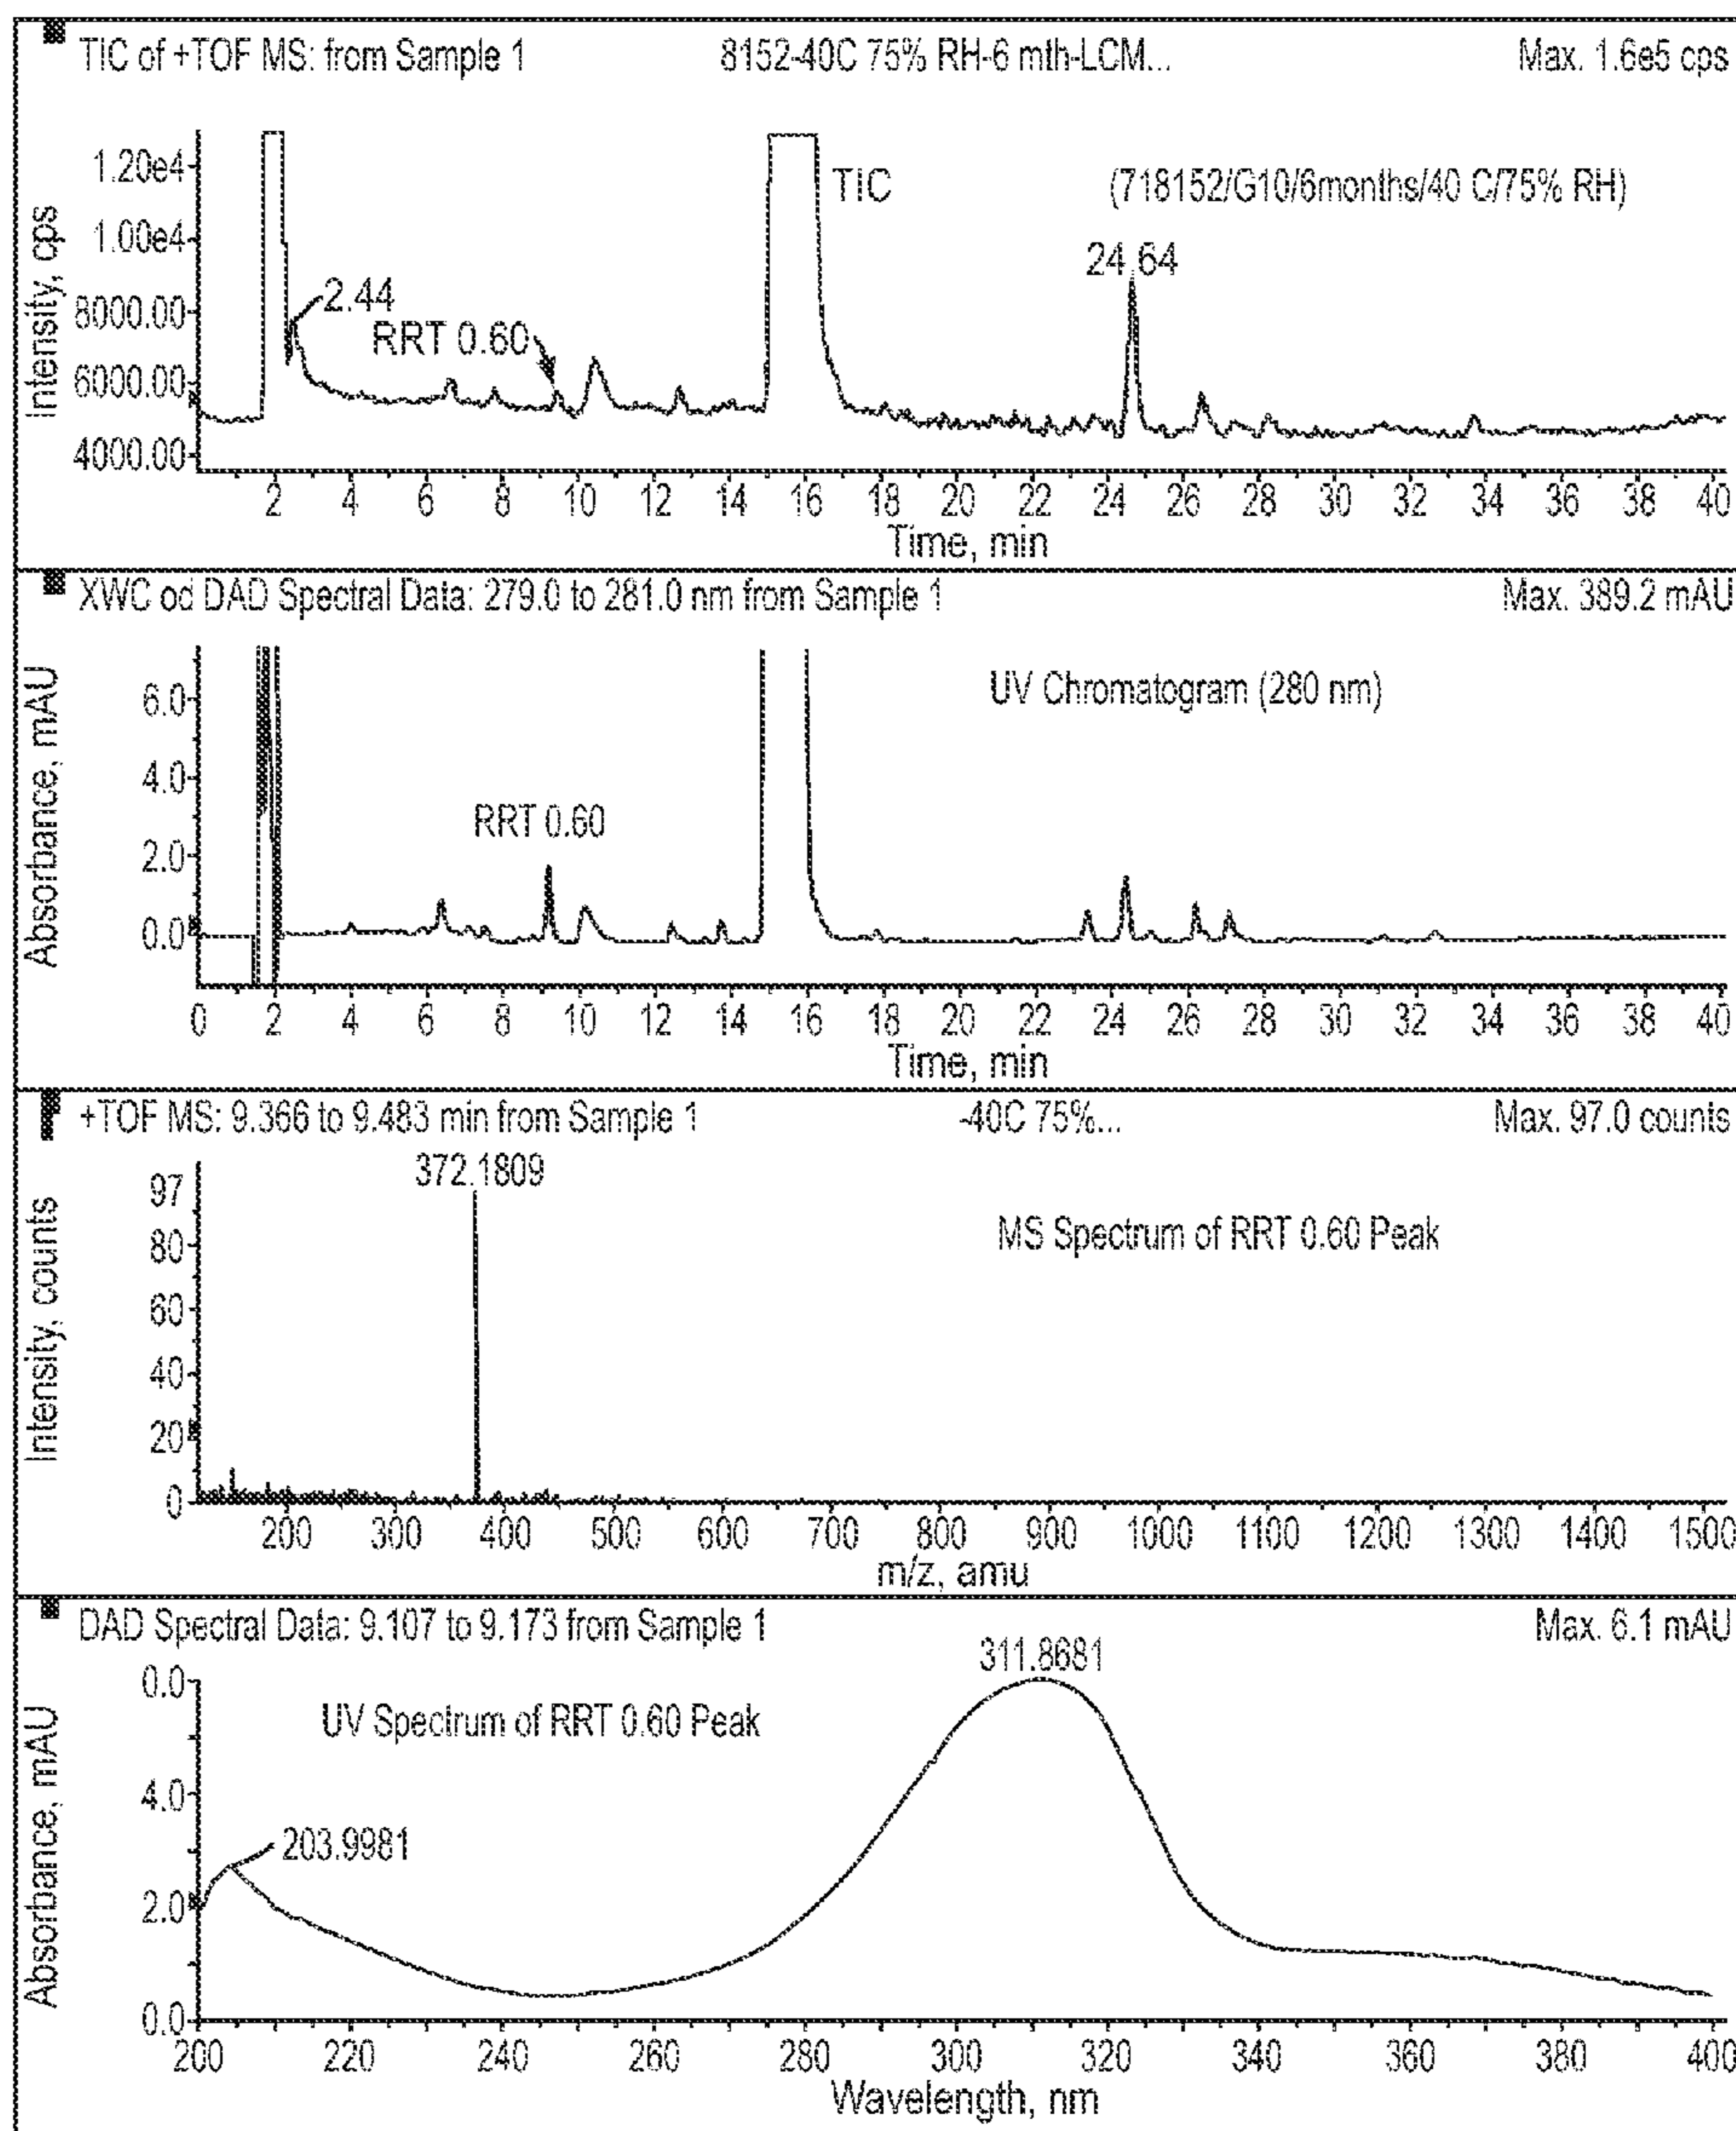 TIC of +TOF MS: from Sample 1 8152-40C 75% RH-6 mth-LCM... Max. 1.6e5 cps
Intensity, cps
1.20e4
1.00e4
8000.00
6000.00
4000.00
2.44
RRT 0.60
TIC
(718152/G10/6months/40 C/75% RH)
24.64
2 4 6 8 10 12 14 16 18 20 22 24 26 28 30 32 34 36 38 40
Time, min
XWC od DAD Spectral Data: 279.0 to 281.0 nm from Sample 1 Max. 389.2 mAU
Absorbance, mAU
6.0
4.0
2.0
0.0
RRT 0.60
UV Chromatogram (280 nm)
0 2 4 6 8 10 12 14 16 18 20 22 24 26 28 30 32 34 36 38 40
Time, min
+TOF MS: 9.366 to 9.483 min from Sample 1 -40C 75%... Max. 97.0 counts
Intensity, counts
97
80
60
40
20
0
372.1809
MS Spectrum of RRT 0.60 Peak
200 300 400 500 600 700 800 900 1000 1100 1200 1300 1400 1500
m/z, amu
DAD Spectral Data: 9.107 to 9.173 from Sample 1 Max. 6.1 mAU
Absorbance, mAU
0.0
4.0
2.0
0.0
311.8681
UV Spectrum of RRT 0.60 Peak
203.9981
200 220 240 260 280 300 320 340 360 380 400
Wavelength, nm